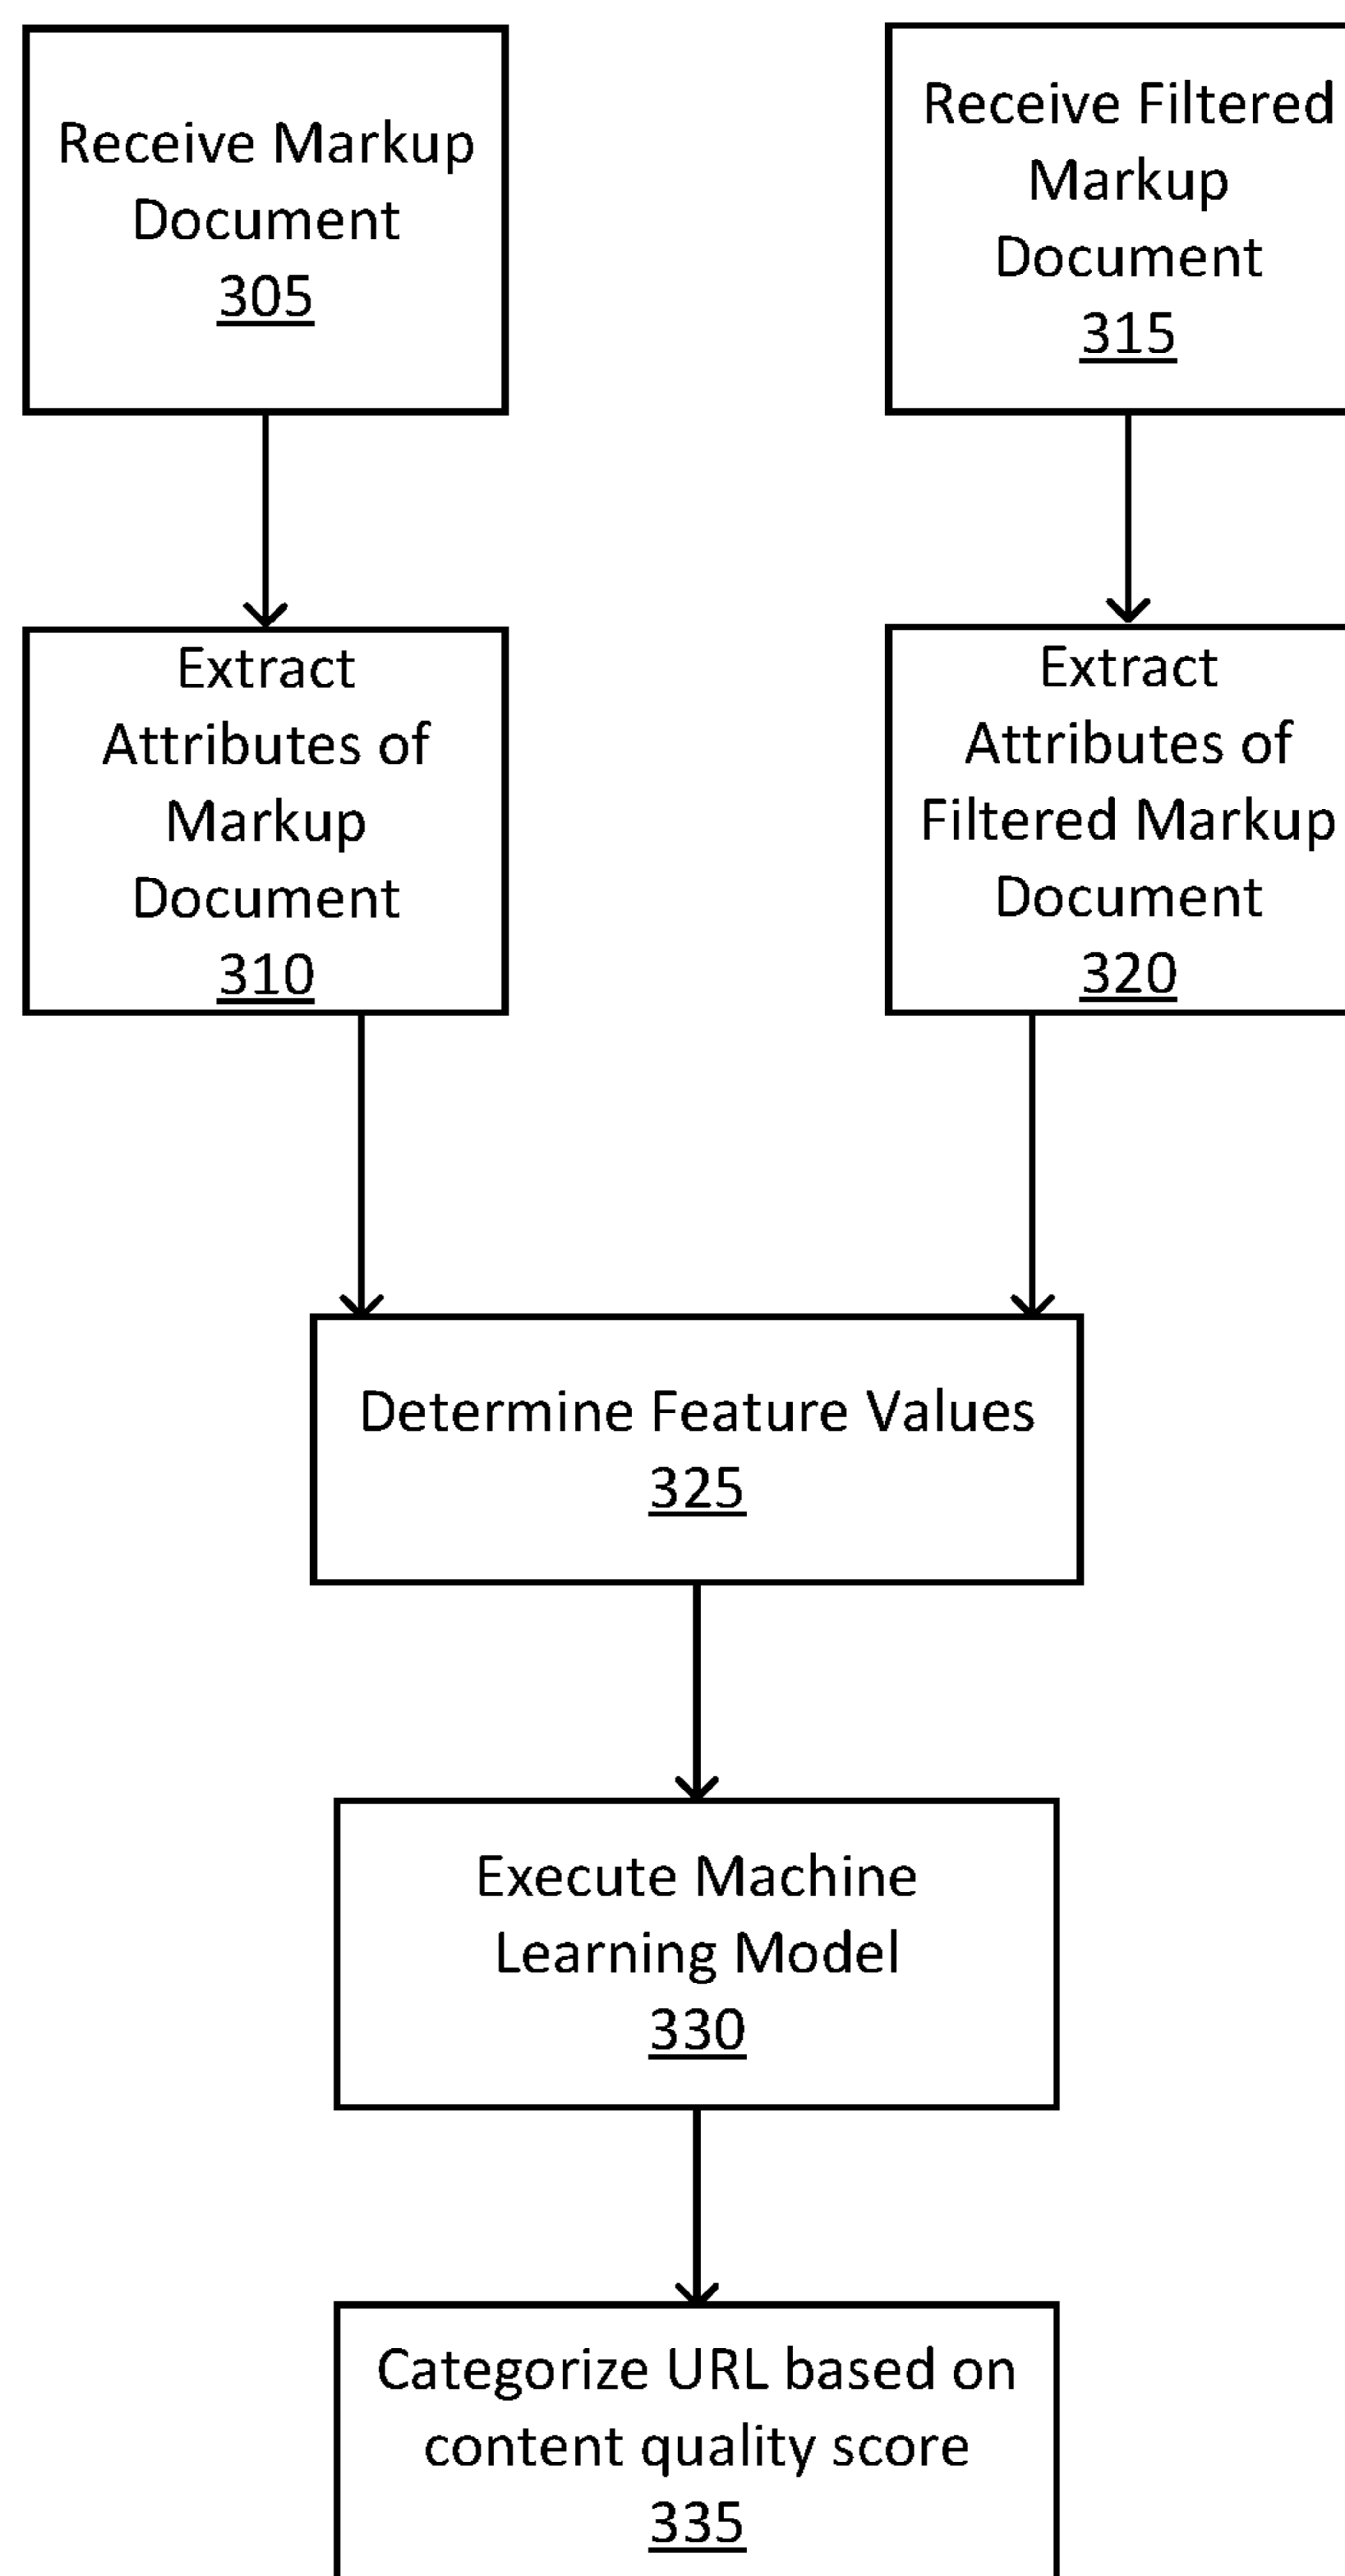 Receive Markup
Document
305
Receive Filtered
Markup
Document
315
Extract
Attributes of
Markup
Document
310
Extract
Attributes of
Filtered Markup
Document
320
Determine Feature Values
325
Execute Machine
Learning Model
330
Categorize URL based on
content quality score
335